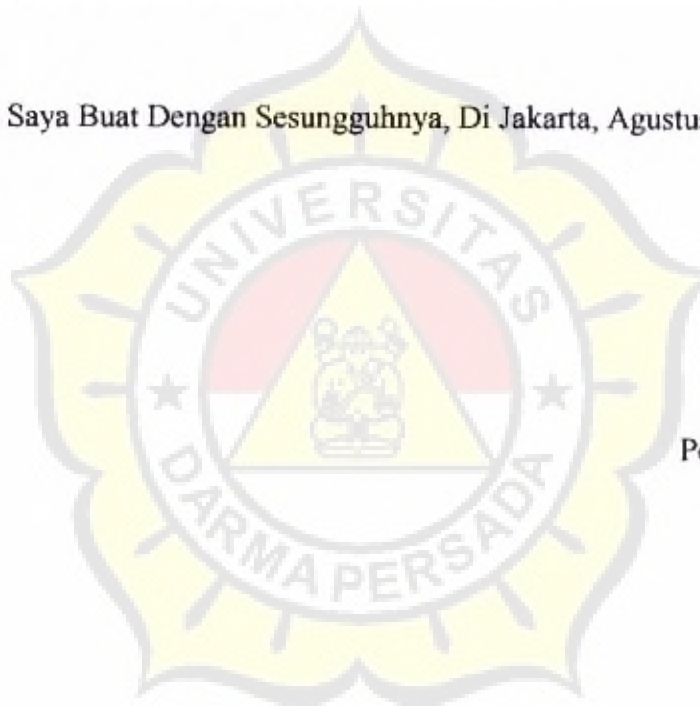 Saya Buat Dengan Sesungguhnya, Di Jakarta, Agustu
UNIVERSITAS
DARMA PERSADA